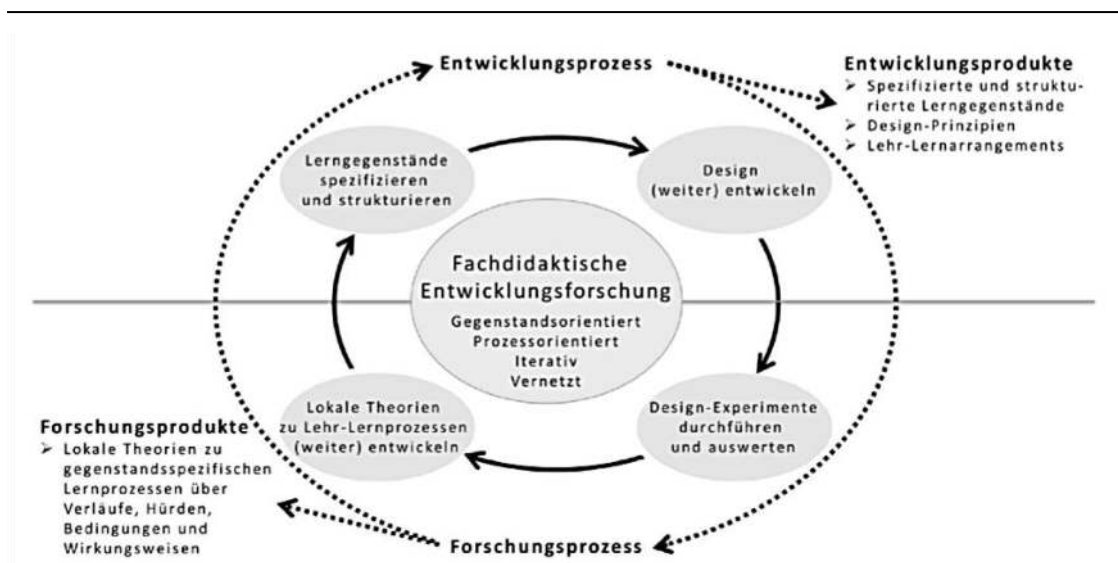 Entwicklungsprozess
Entwicklungsprodukte
➢ Spezifizierte und struktu-
rierte Lerngegenstände
➢ Design-Prinzipien
➢ Lehr-Lernarrangements
Lerngegenstände
spezifizieren
und strukturieren
Design
(weiter) entwickeln
Fachdidaktische
Entwicklungsforschung
Gegenstandsorientiert
Prozessorientiert
Iterativ
Vernetzt
Lokale Theorien
zu Lehr-Lernprozessen
(weiter) entwickeln
Design-Experimente
durchführen
und auswerten
Forschungsprodukte
➢ Lokale Theorien zu
gegenstandsspezifischen
Lernprozessen über
Verläufe, Hürden,
Bedingungen und
Wirkungsweisen
Forschungsprozess